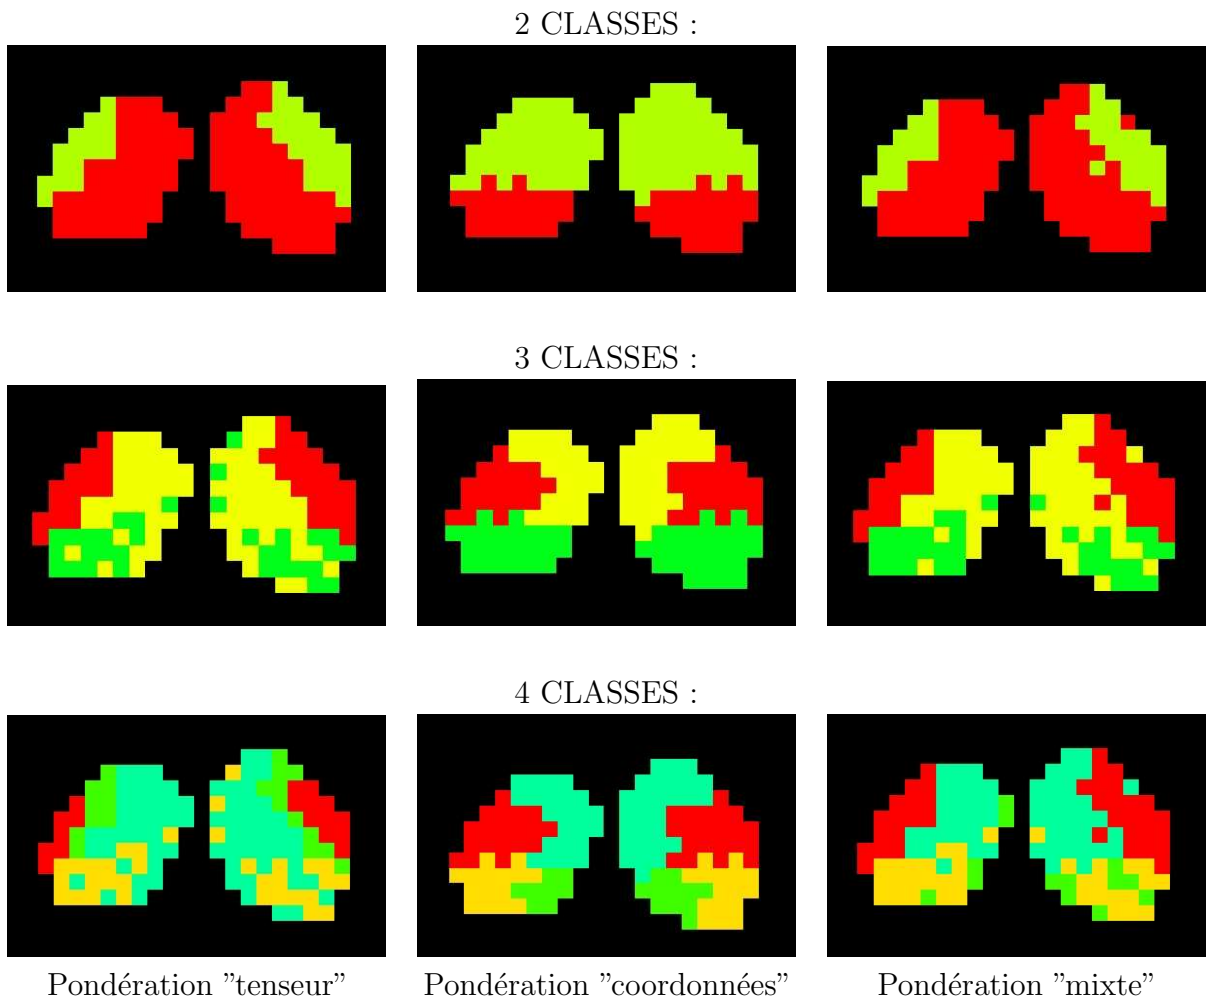 2 CLASSES :
3 CLASSES :
4 CLASSES :
Pondération ”tenseur” Pondération ”coordonnées” Pondération ”mixte”